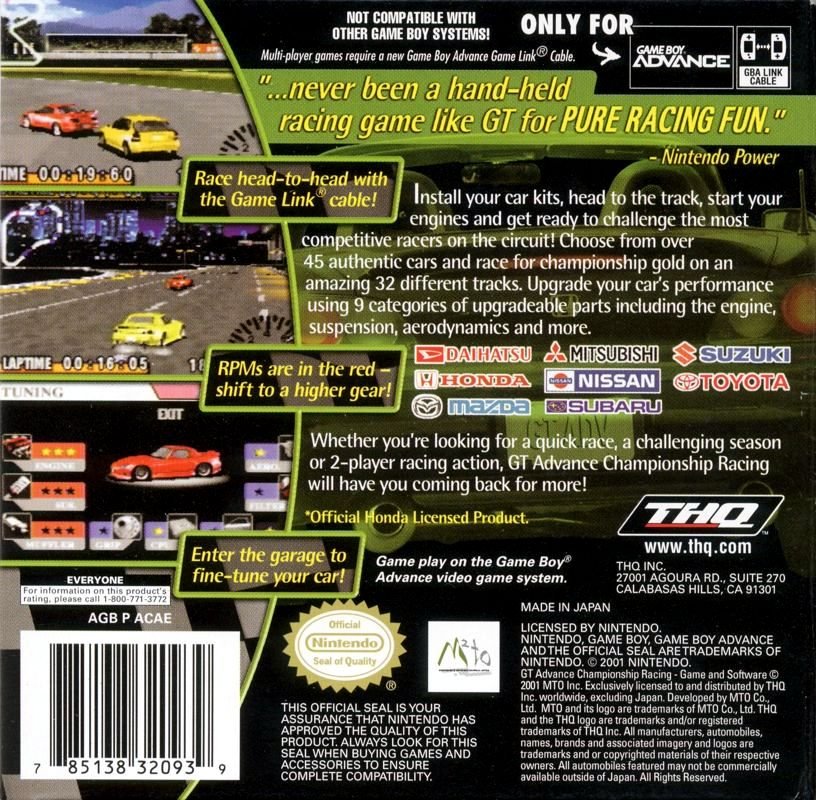 NOT COMPATIBLE WITH
OTHER GAME BOY SYSTEMS!
Multi-player games require a new Game Boy Advance Game Link® Cable.
ONLY FOR
GAME BOY
ADVANCE
GBA LINK
CABLE
"...never been a hand-held
racing game like GT for PURE RACING FUN."
– Nintendo Power
TIME 00:19:60
Race head-to-head with
the Game Link® cable!
Install your car kits, head to the track, start your
engines and get ready to challenge the most
competitive racers on the circuit! Choose from over
45 authentic cars and race for championship gold on an
amazing 32 different tracks. Upgrade your car's performance
using 9 categories of upgradeable parts including the engine,
suspension, aerodynamics and more.
LAPTIME 00:16:05
RPMs are in the red –
shift to a higher gear!
DAIHATSU MITSUBISHI SUZUKI
HONDA NISSAN TOYOTA
mazda SUBARU
TUNING
EXIT
ENGINE
AERO.
SUS.
FILTER
MUFFLER GRIP CPU
Whether you're looking for a quick race, a challenging season
or 2-player racing action, GT Advance Championship Racing
will have you coming back for more!
*Official Honda Licensed Product.
Enter the garage to
fine-tune your car!
Game play on the Game Boy®
Advance video game system.
THQ
www.thq.com
THQ INC.
27001 AGOURA RD., SUITE 270
CALABASAS HILLS, CA 91301
EVERYONE
For information on this product's
rating, please call 1-800-771-3772
AGB P ACAE
7 85138 32093 9
Official
Nintendo
Seal of Quality
®
THIS OFFICIAL SEAL IS YOUR
ASSURANCE THAT NINTENDO HAS
APPROVED THE QUALITY OF THIS
PRODUCT. ALWAYS LOOK FOR THIS
SEAL WHEN BUYING GAMES AND
ACCESSORIES TO ENSURE
COMPLETE COMPATIBILITY.
MADE IN JAPAN
LICENSED BY NINTENDO.
NINTENDO, GAME BOY, GAME BOY ADVANCE
AND THE OFFICIAL SEAL ARE TRADEMARKS OF
NINTENDO. © 2001 NINTENDO.
GT Advance Championship Racing - Game and Software ©
2001 MTO Inc. Exclusively licensed to and distributed by THQ
Inc. worldwide, excluding Japan. Developed by MTO Co.,
Ltd. MTO and its logo are trademarks of MTO Co., Ltd. THQ
and the THQ logo are trademarks and/or registered
trademarks of THQ Inc. All manufacturers, automobiles,
names, brands and associated imagery and logos are
trademarks and or copyrighted materials of their respective
owners. All automobiles featured may not be commercially
available outside of Japan. All Rights Reserved.